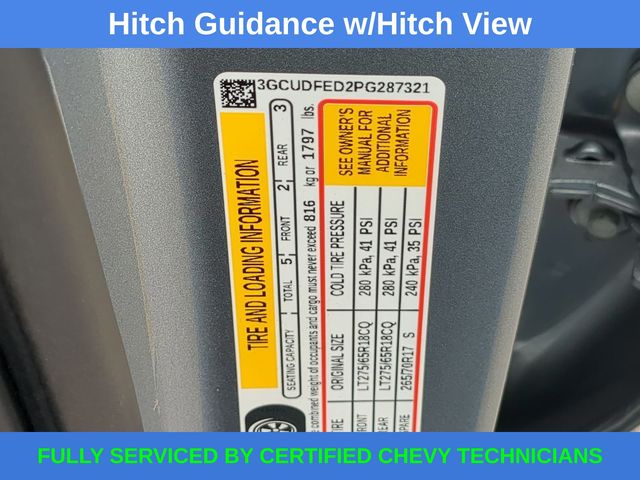 Hitch Guidance w/Hitch View
3GCUDFED2PG287321
TIRE AND LOADING INFORMATION
SEATING CAPACITY TOTAL 5 FRONT 2 REAR 3
combined weight of occupants and cargo must never exceed 816 kg or 1797 lbs.
ORIGINAL SIZE COLD TIRE PRESSURE
LT275/65R18CQ 280 kPa, 41 PSI
LT275/65R18CQ 280 kPa, 41 PSI
SPARE 265/70R17 S 240 kPa, 35 PSI
SEE OWNER'S
MANUAL FOR
ADDITIONAL
INFORMATION
FULLY SERVICED BY CERTIFIED CHEVY TECHNICIANS